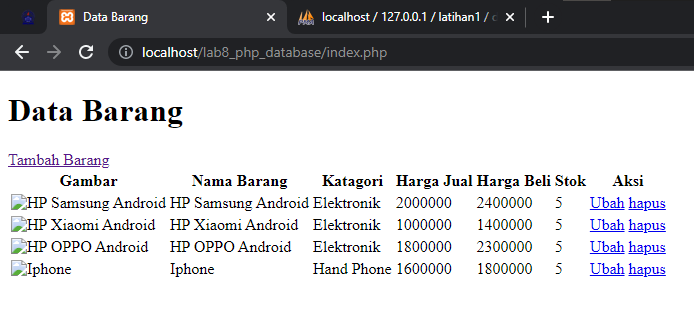 Data Barang
localhost / 127.0.0.1 / latihan1 /
localhost/lab8_php_database/index.php
Data Barang
Tambah Barang
Gambar Nama Barang Katagori Harga Jual Harga Beli Stok Aksi
HP Samsung Android HP Samsung Android Elektronik 2000000 2400000 5 Ubah hapus
HP Xiaomi Android HP Xiaomi Android Elektronik 1000000 1400000 5 Ubah hapus
HP OPPO Android HP OPPO Android Elektronik 1800000 2300000 5 Ubah hapus
Iphone Iphone Hand Phone 1600000 1800000 5 Ubah hapus